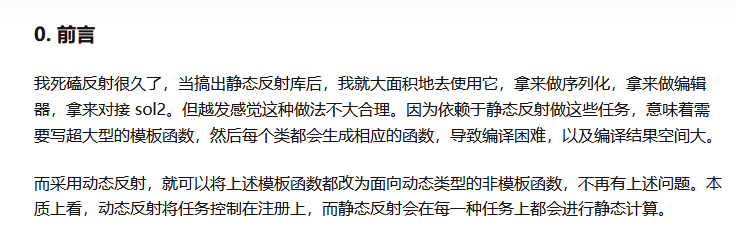 0. 前言
我死磕反射很久了，当搞出静态反射库后，我就大面积地去使用它，拿来做序列化，拿来做编辑
器，拿来对接 sol2。但越发感觉这种做法不大合理。因为依赖于静态反射做这些任务，意味着需
要写超大型的模板函数，然后每个类都会生成相应的函数，导致编译困难，以及编译结果空间大。
而采用动态反射，就可以将上述模板函数都改为面向动态类型的非模板函数，不再有上述问题。本
质上看，动态反射将任务控制在注册上，而静态反射会在每一种任务上都会进行静态计算。